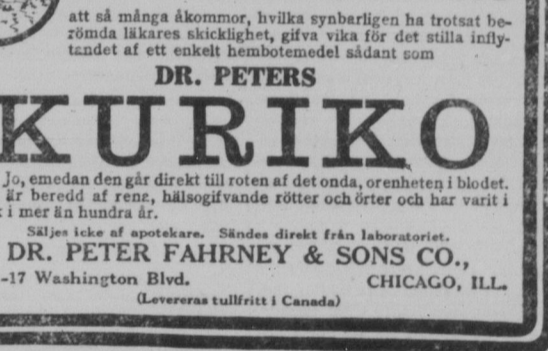 att så många åkommor, hvilka synbarligen ha trotsat be-
römda läkares skicklighet, gifva vika för det stilla infly-
tandet af ett enkelt hembotemedel sådant som
DR. PETERS
KURIKO
Jo, emedan den går direkt till roten af det onda, orenheten i blodet.
är beredd af rena, hälsogifvande rötter och örter och har varit i
i mer än hundra år.
Säljes icke af apotekare. Sändes direkt från laboratoriet.
DR. PETER FAHRNEY & SONS CO.,
-17 Washington Blvd. CHICAGO, ILL.
(Levereras tullfritt i Canada)